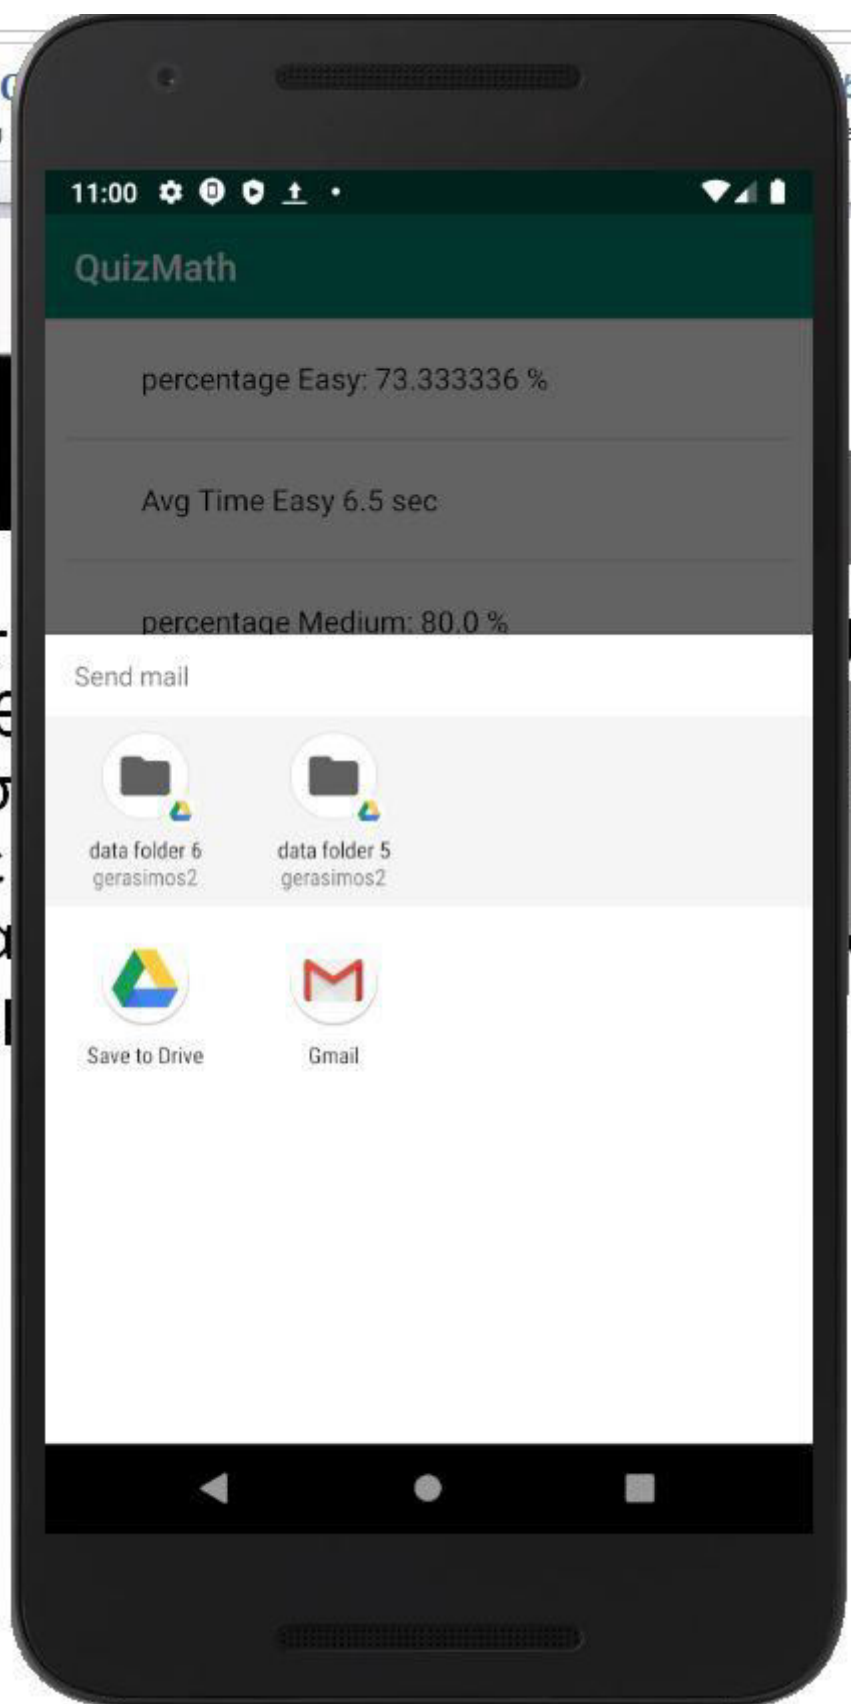 11:00
QuizMath
percentage Easy: 73.333336 %
Avg Time Easy 6.5 sec
percentage Medium: 80.0 %
Send mail
data folder 6 data folder 5
gerasimos2 gerasimos2
Save to Drive Gmail